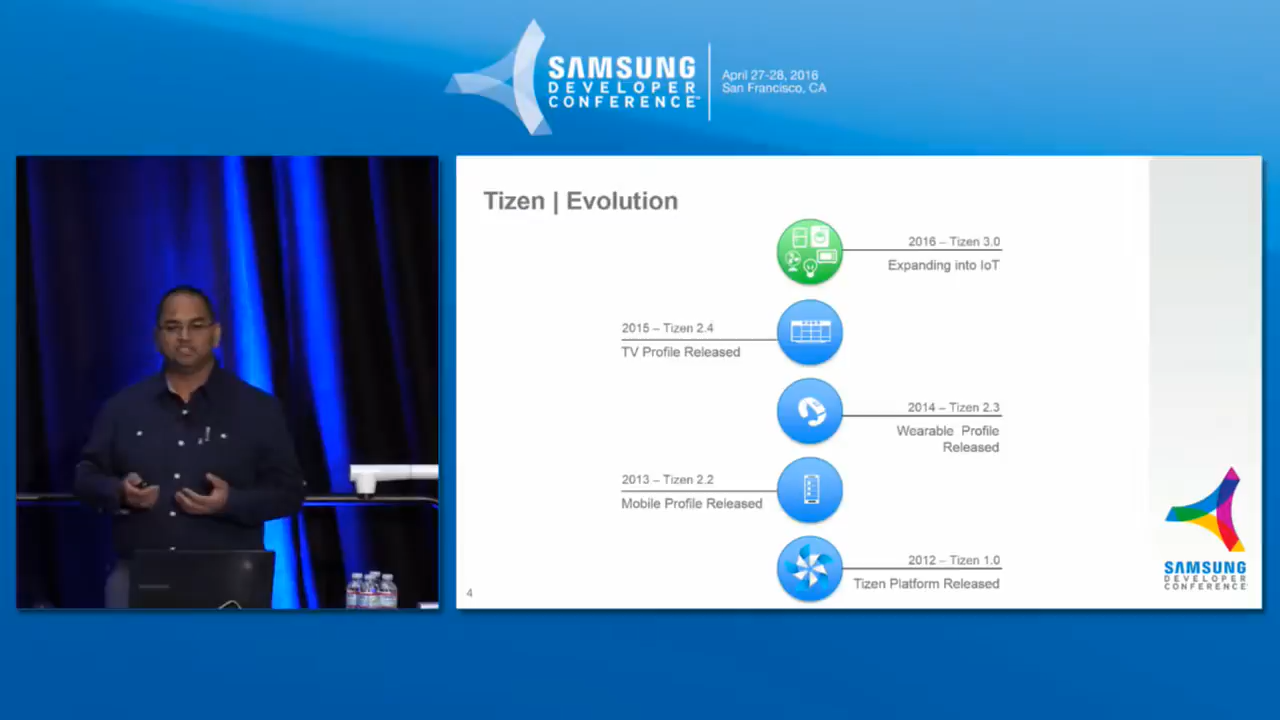 SAMSUNG
DEVELOPER
CONFERENCE™
April 27-28, 2016
San Francisco, CA
Tizen | Evolution
2016 – Tizen 3.0
Expanding into IoT
2015 – Tizen 2.4
TV Profile Released
2014 – Tizen 2.3
Wearable Profile
Released
2013 – Tizen 2.2
Mobile Profile Released
2012 – Tizen 1.0
Tizen Platform Released
4
SAMSUNG
DEVELOPER
CONFERENCE